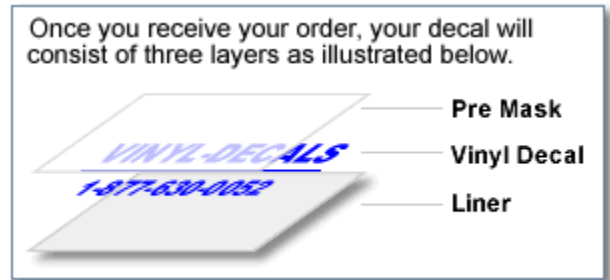 Once you receive your order, your decal will
consist of three layers as illustrated below.
Pre Mask
VINYL-DECALS
Vinyl Decal
1-877-630-0052
Liner